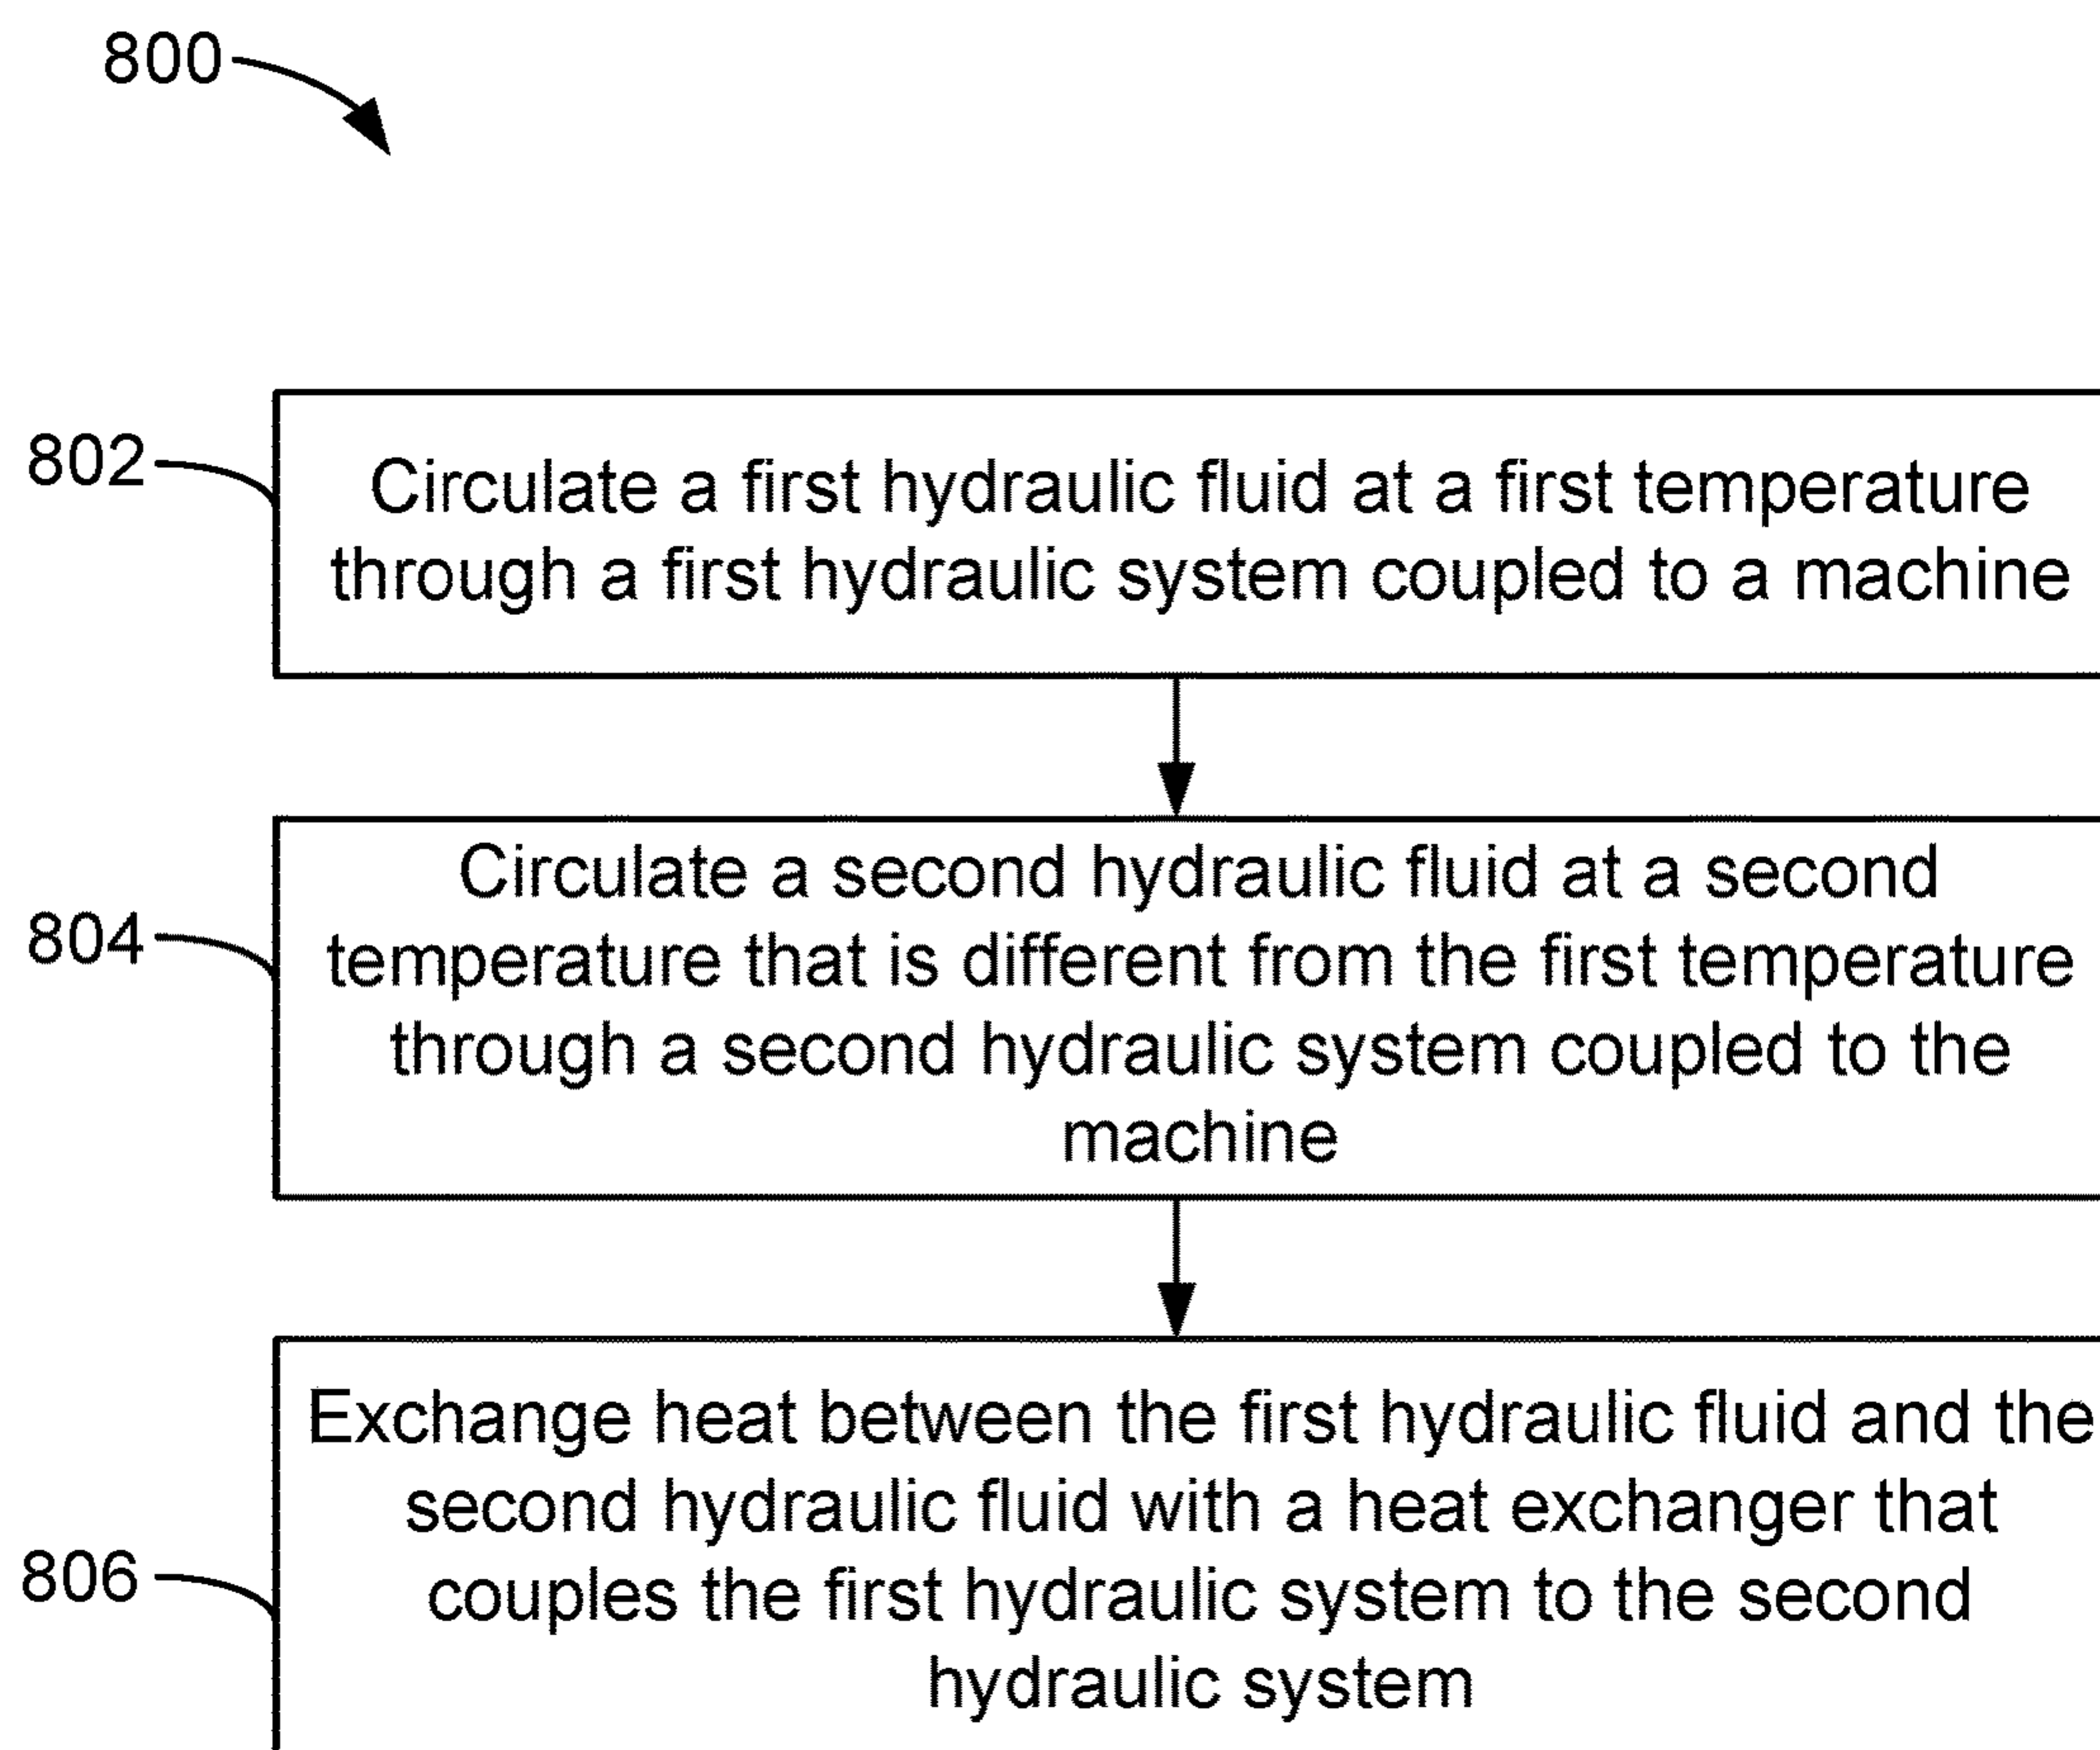 800
802
Circulate a first hydraulic fluid at a first temperature
through a first hydraulic system coupled to a machine
804
Circulate a second hydraulic fluid at a second
temperature that is different from the first temperature
through a second hydraulic system coupled to the
machine
806
Exchange heat between the first hydraulic fluid and the
second hydraulic fluid with a heat exchanger that
couples the first hydraulic system to the second
hydraulic system